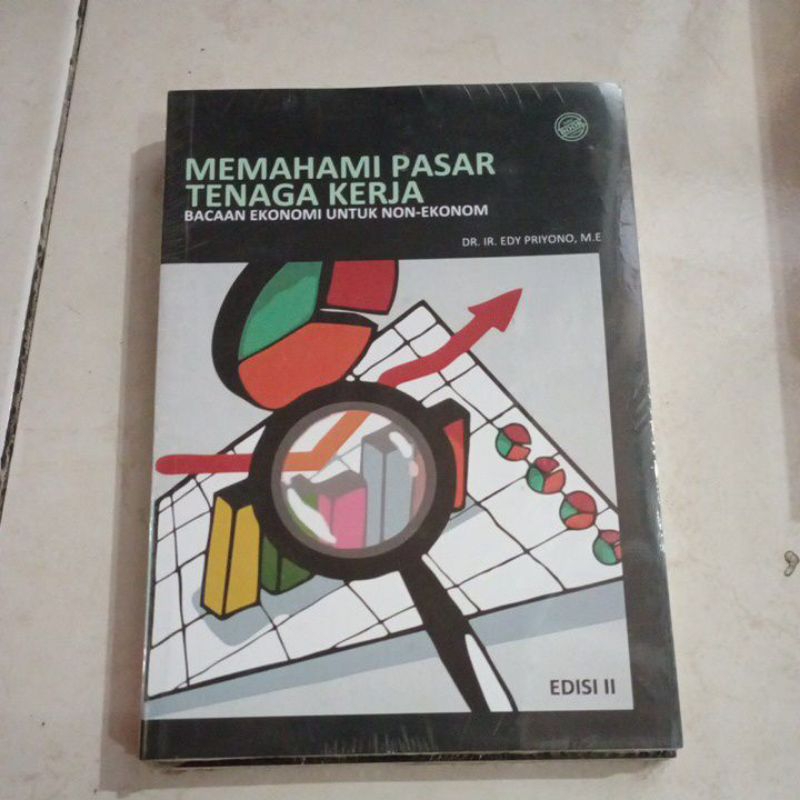 MEMAHAMI PASAR
TENAGA KERJA
BACAAN EKONOMI UNTUK NON-EKONOM
DR. IR. EDY PRIYONO, M.E
EDISI II